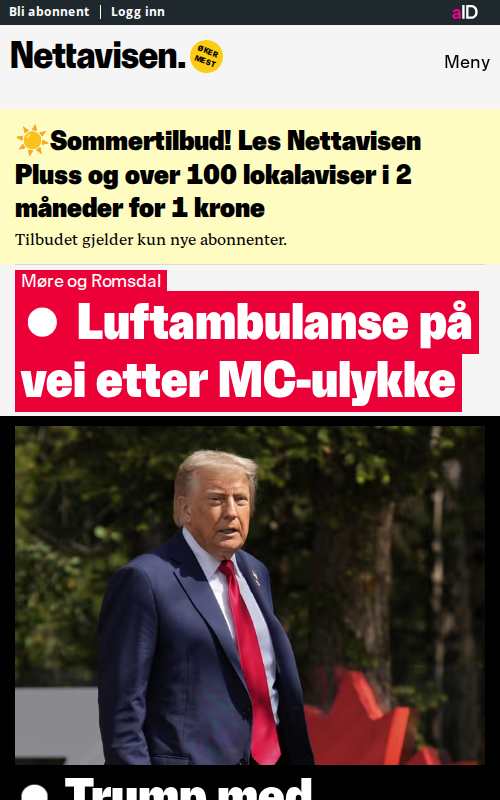 Bli abonnent | Logg inn
aID
Nettavisen.
ØKER
MEST
Meny
☀️Sommertilbud! Les Nettavisen
Pluss og over 100 lokalaviser i 2
måneder for 1 krone
Tilbudet gjelder kun nye abonnenter.
Møre og Romsdal
● Luftambulanse på
vei etter MC-ulykke
● Trump med